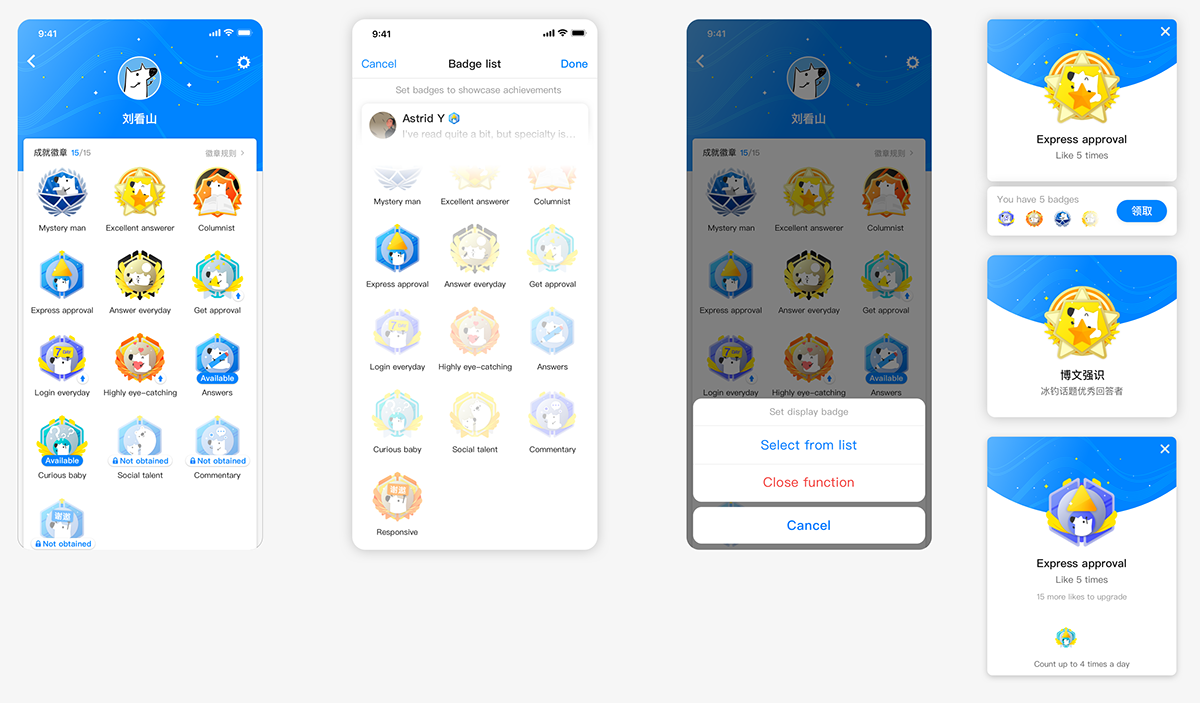 9:41
刘看山
成就徽章 15/15 徽章规则
Mystery man Excellent answerer Columnist
Express approval Answer everyday Get approval
7
Login everyday Highly eye-catching Available
Answers
Available Not obtained Not obtained
Curious baby Social talent Commentary
谢邀
Not obtained
9:41
Cancel Badge list Done
Set badges to showcase achievements
Astrid Y
I've read quite a bit, but specialty is...
Mystery man Excellent answerer Columnist
Express approval Answer everyday Get approval
7
Login everyday Highly eye-catching Answers
Curious baby Social talent Commentary
谢邀
Responsive
9:41
刘看山
成就徽章 15/15 徽章规则
Mystery man Excellent answerer Columnist
Express approval Answer everyday Get approval
7
Available
Login everyday Highly eye-catching Answers
Set display badge
Select from list
Close function
Cancel
Express approval
Like 5 times
You have 5 badges
领取
博文强识
冰钓话题优秀回答者
Express approval
Like 5 times
15 more likes to upgrade
Count up to 4 times a day